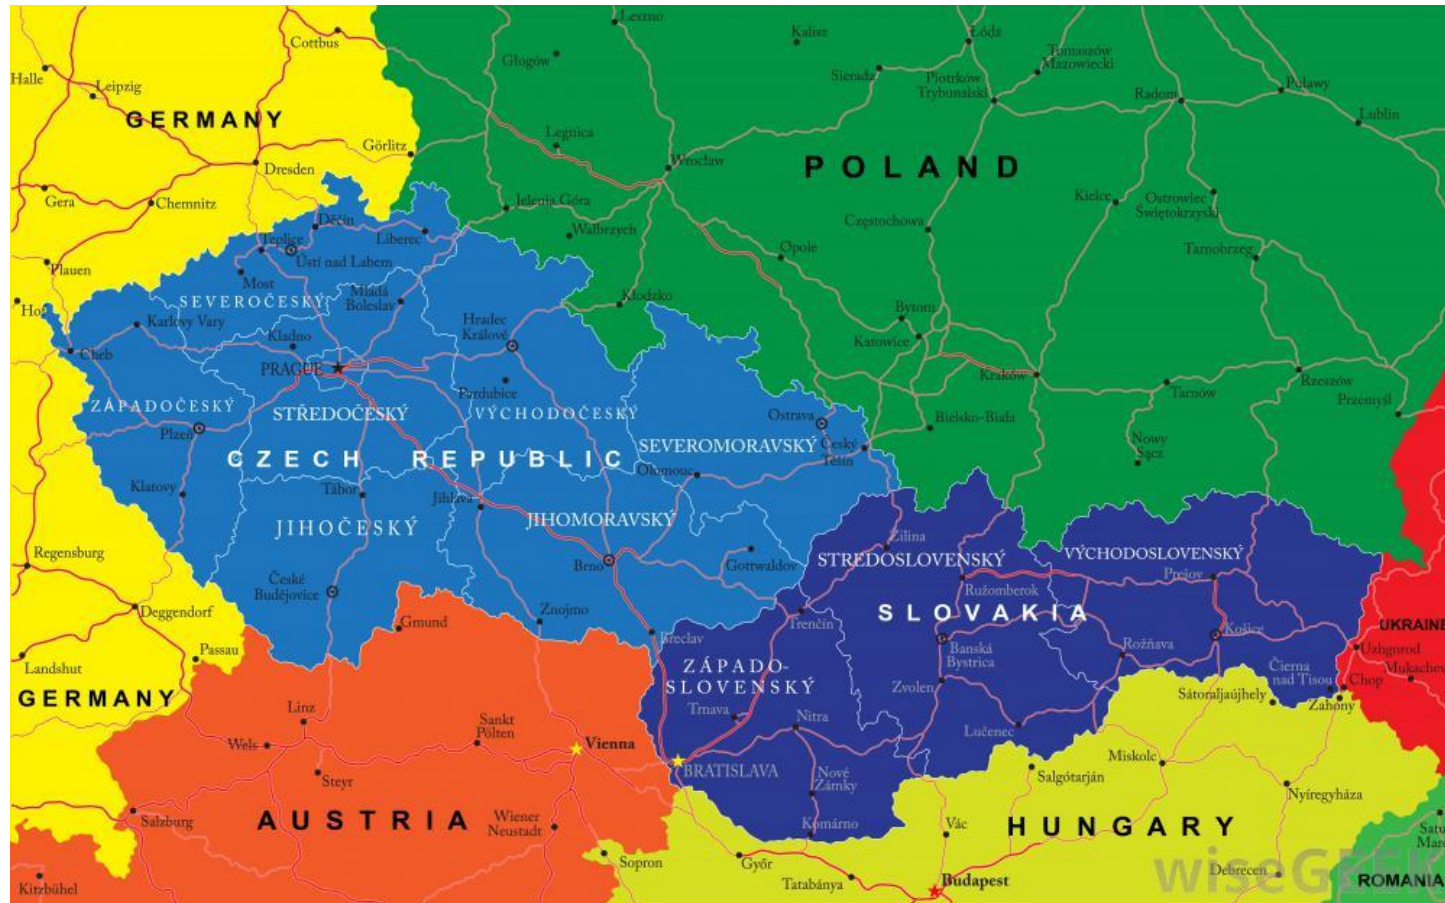 Leszno
Cottbus
Kalisz
Łódź
Głogów
Tomaszów
Mazowiecki
Halle
Leipzig
Sieradz
Piotrków
Trybunalski
Radom
Puławy
GERMANY
Lublin
Legnica
Görlitz
Dresden
Wrocław
POLAND
Gera
Chemnitz
Jelenia Góra
Kielce
Ostrowiec
Świętokrzyski
Częstochowa
Děčín
Liberec
Wałbrzych
Teplice
Ústí nad Labem
Opole
Tarnobrzeg
Plauen
Most
Mladá
Boleslav
SEVEROČESKÝ
Kłodzko
Bytom
Karlovy Vary
Kladno
Hradec
Králové
Katowice
Cheb
PRAGUE
Pardubice
Kraków
Tarnów
Rzeszów
Przemyśl
ZÁPADOČESKÝ
STŘEDOČESKÝ
VÝCHODOČESKÝ
Ostrava
Bielsko-Biała
Plzeň
SEVEROMORAVSKÝ
Český
Těšín
Nowy
Sącz
CZECH REPUBLIC
Olomouc
Klatovy
Tábor
Jihlava
JIHOČESKÝ
JIHOMORAVSKÝ
Žilina
STREDOSLOVENSKÝ
VÝCHODOSLOVENSKÝ
Regensburg
Brno
Gottwaldov
Prešov
České
Budějovice
Ružomberok
Deggendorf
Znojmo
SLOVAKIA
Gmund
Trenčín
UKRAINE
Breclav
Košice
Passau
Banská
Bystrica
Rožňava
Uzhgorod
Landshut
ZÁPADO-
SLOVENSKÝ
Čierna
nad Tisou
Mukachev
Chop
GERMANY
Zvolen
Sátoraljaújhely
Zahony
Linz
Sankt
Pölten
Trnava
Nitra
Lučenec
Wels
Vienna
Miskolc
Steyr
BRATISLAVA
Nové
Zámky
Salgótarján
Nyíregyháza
Salzburg
AUSTRIA
Wiener
Neustadt
Komárno
Vác
HUNGARY
Satu
Mare
Sopron
Győr
Debrecen
wiseGEEK
Kitzbühel
Tatabánya
Budapest
ROMANIA